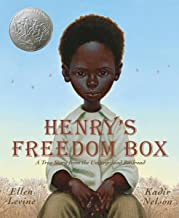 HENRY'S
FREEDOM BOX
A True Story from the Underground Railroad
Ellen Levine
Kadir Nelson